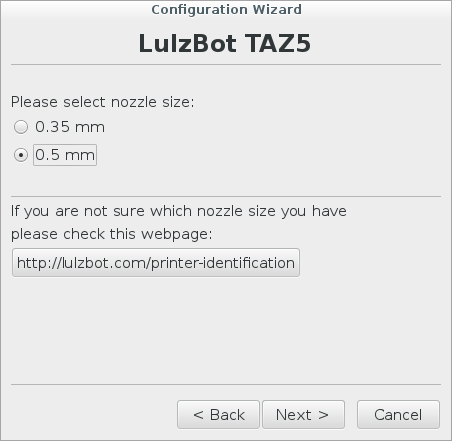 Configuration Wizard
LulzBot TAZ5
Please select nozzle size:
0.35 mm
0.5 mm
If you are not sure which nozzle size you have
please check this webpage:
http://lulzbot.com/printer-identification
< Back Next > Cancel